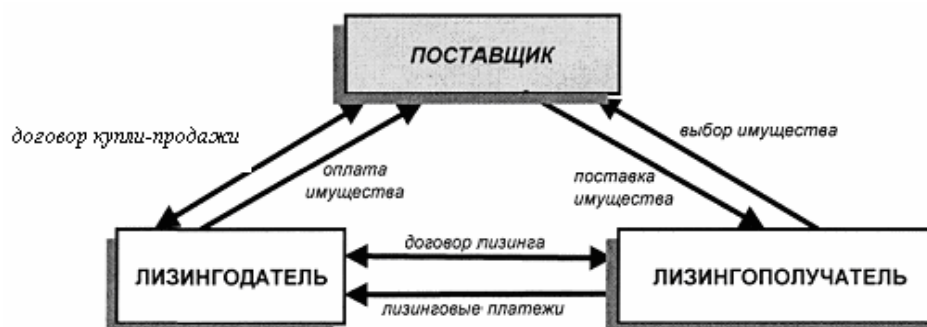 ПОСТАВЩИК
договор купли-продажи
выбор имущества
оплата
имущества
поставка
имущества
договор лизинга
ЛИЗИНГОДАТЕЛЬ
ЛИЗИНГОПОЛУЧАТЕЛЬ
лизинговые платежи